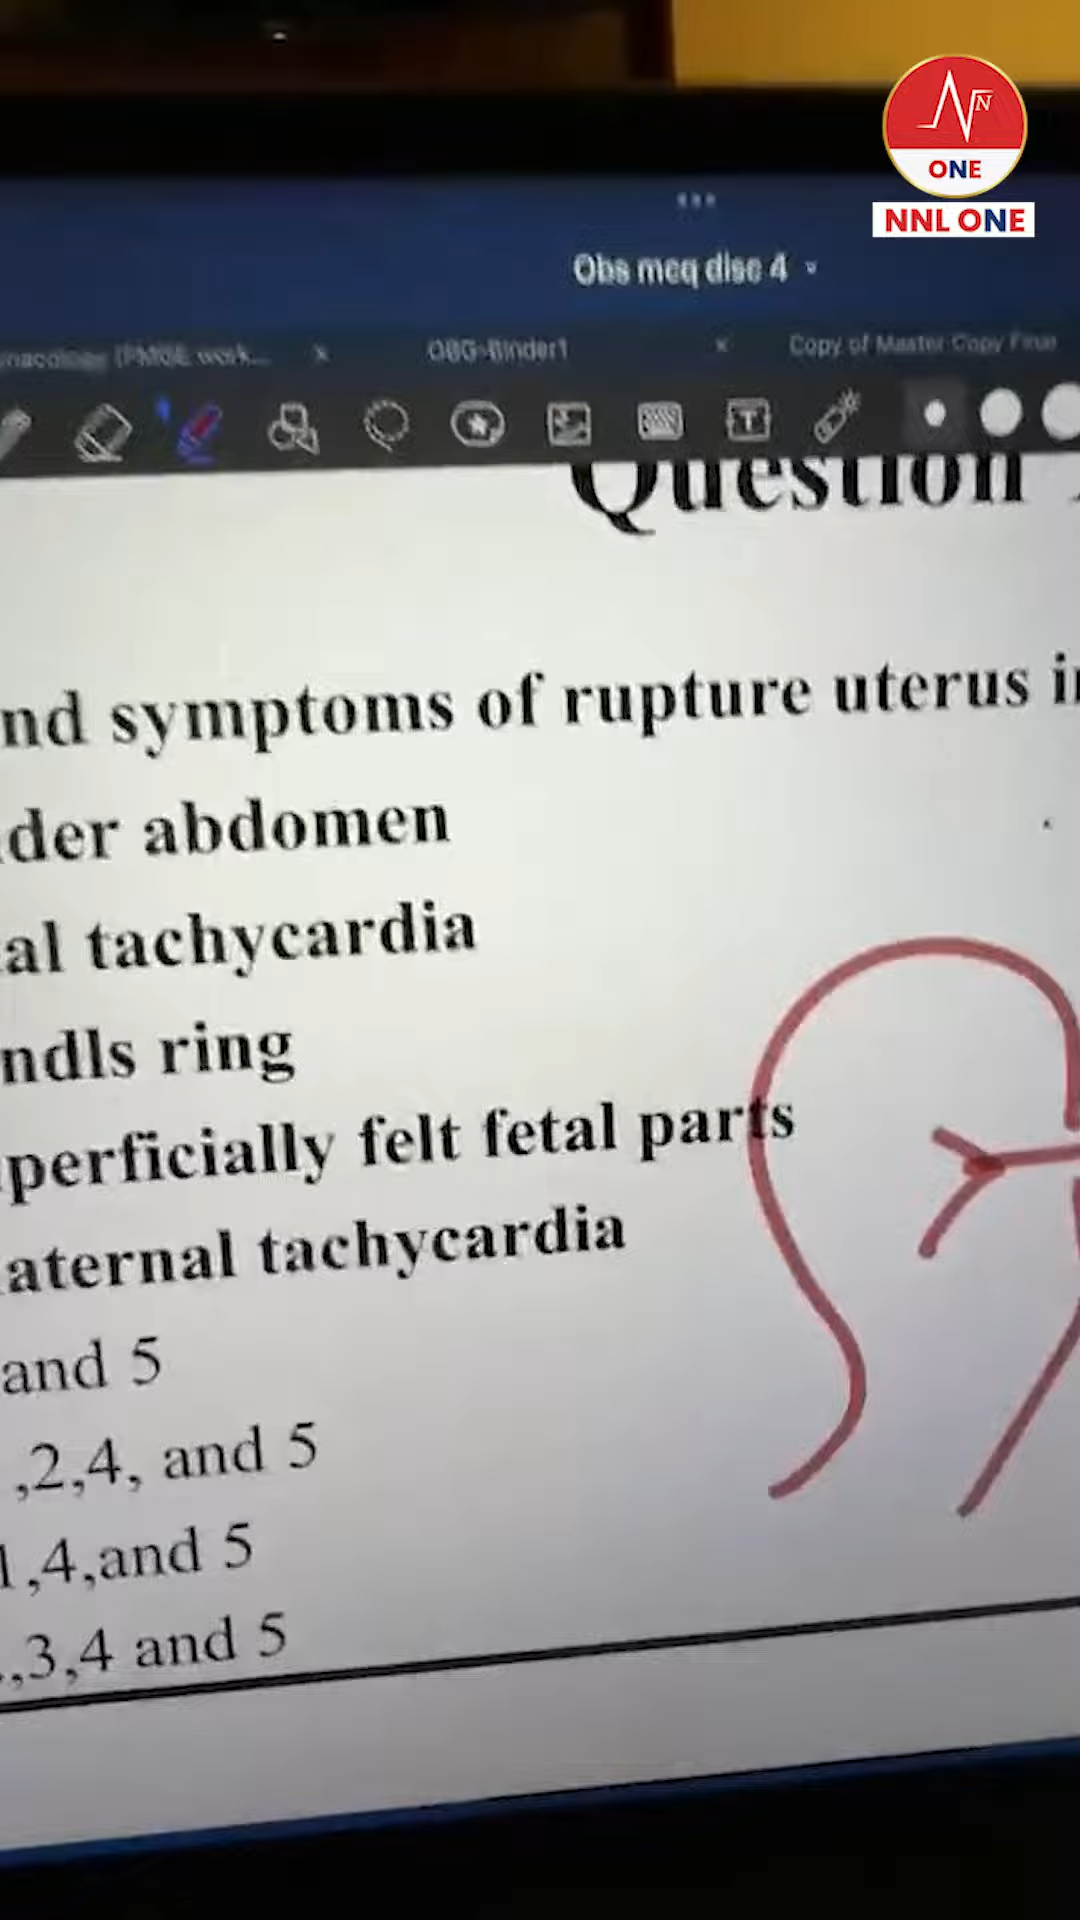 N
ONE
NNL ONE
Obs mcq disc 4
OBG-Binder1
Copy of Master Copy Final
T
Question
nd symptoms of rupture uterus in
der abdomen
al tachycardia
ndls ring
perficially felt fetal parts
aternal tachycardia
and 5
,2,4, and 5
1,4,and 5
,3,4 and 5